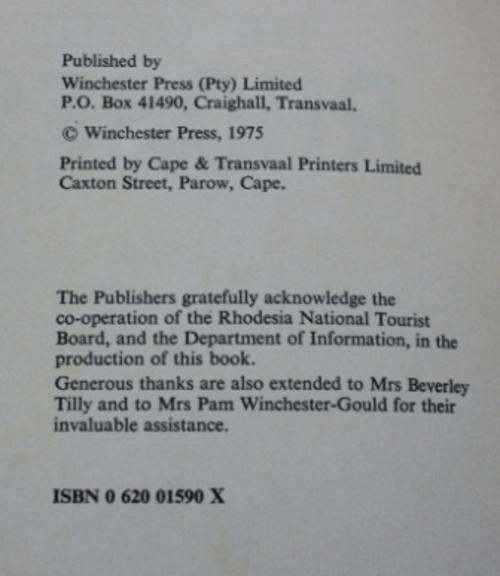 Published by
Winchester Press (Pty) Limited
P.O. Box 41490, Craighall, Transvaal.
© Winchester Press, 1975
Printed by Cape & Transvaal Printers Limited
Caxton Street, Parow, Cape.
The Publishers gratefully acknowledge the
co-operation of the Rhodesia National Tourist
Board, and the Department of Information, in the
production of this book.
Generous thanks are also extended to Mrs Beverley
Tilly and to Mrs Pam Winchester-Gould for their
invaluable assistance.
ISBN 0 620 01590 X